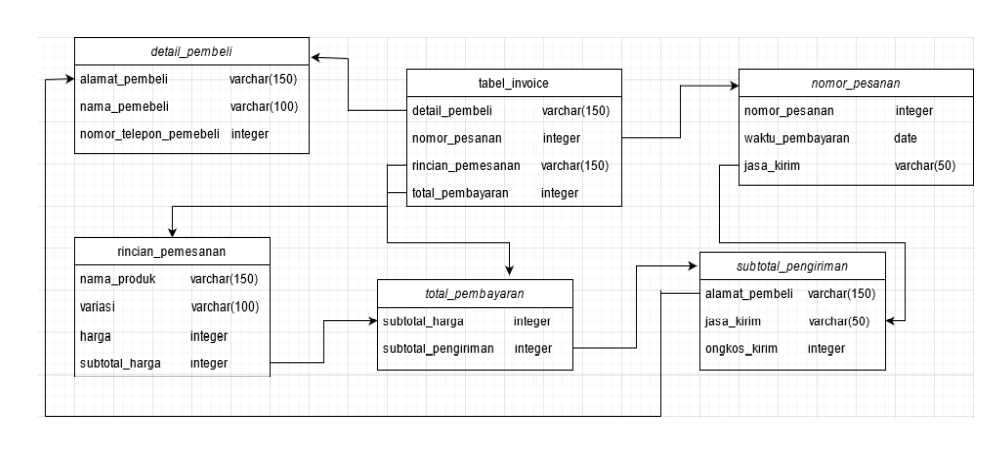 detail_pembeli
alamat_pembeli varchar(150)
nama_pemebeli varchar(100)
nomor_telepon_pemebeli integer
tabel_invoice
detail_pembeli varchar(150)
nomor_pesanan integer
rincian_pemesanan varchar(150)
total_pembayaran integer
nomor_pesanan
nomor_pesanan integer
waktu_pembayaran date
jasa_kirim varchar(50)
rincian_pemesanan
nama_produk varchar(150)
variasi varchar(100)
harga integer
subtotal_harga integer
total_pembayaran
subtotal_harga integer
subtotal_pengiriman integer
subtotal_pengiriman
alamat_pembeli varchar(150)
jasa_kirim varchar(50)
ongkos_kirim integer